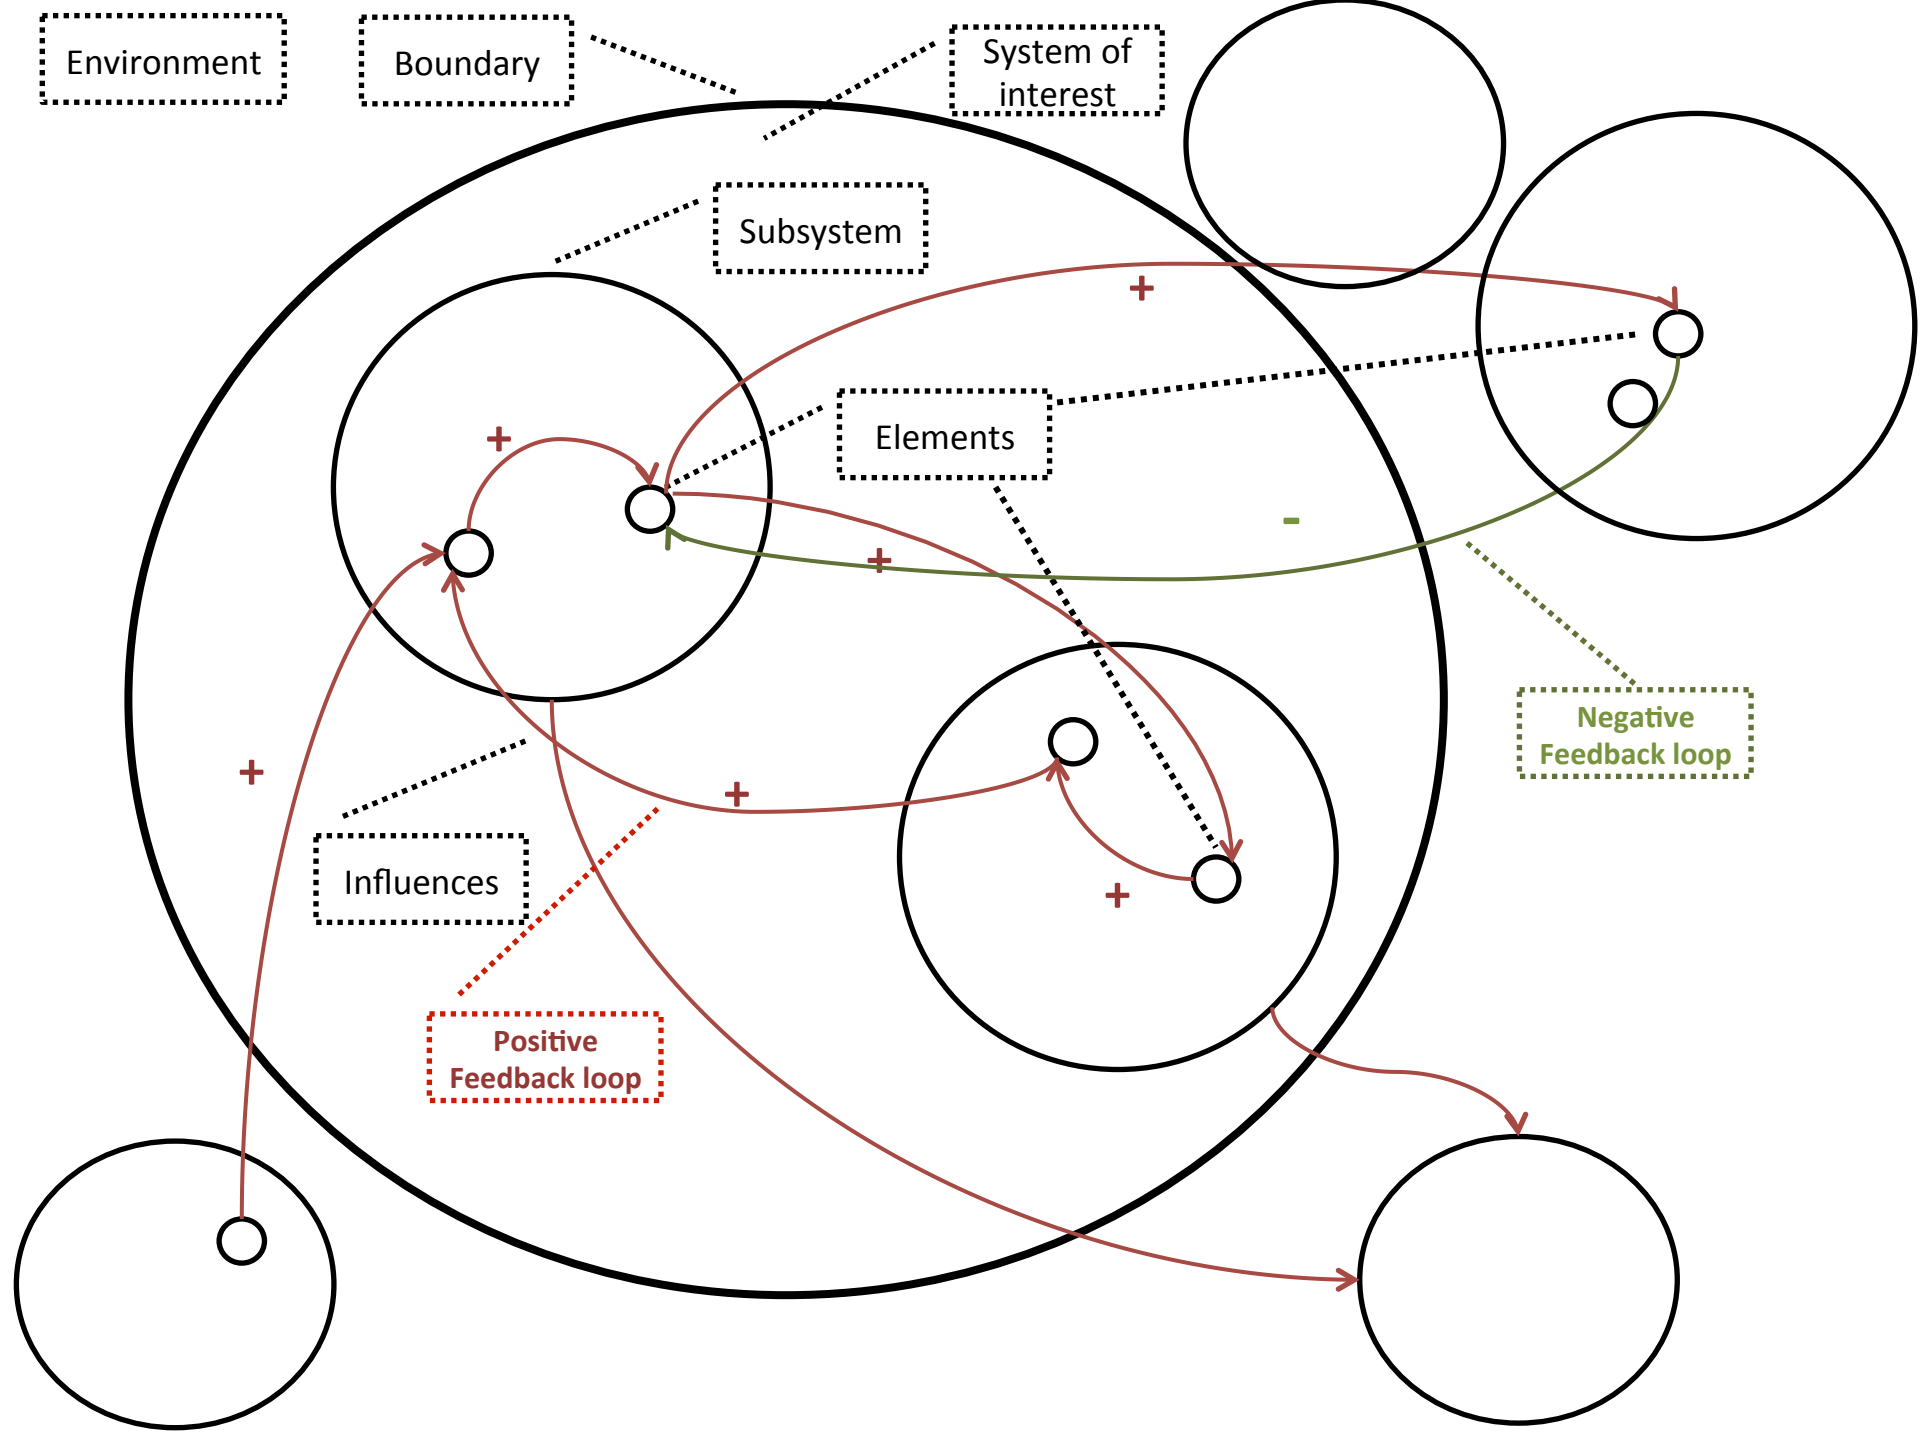 Environment
Boundary
System of
interest
Subsystem
+
+
Elements
-
+
Negative
Feedback loop
+
+
Influences
+
Positive
Feedback loop